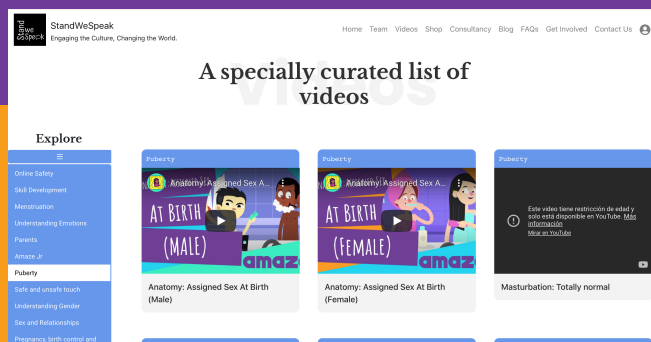 Stand
we
Speak
StandWeSpeak
Engaging the Culture, Changing the World.
Home Team Videos Shop Consultancy Blog FAQs Get Involved Contact Us
Videos
A specially curated list of
videos
Explore
Online Safety
Skill Development
Menstruation
Understanding Emotions
Parents
Amaze Jr
Puberty
Safe and unsafe touch
Understanding Gender
Sex and Relationships
Pregnancy, birth control and
Puberty
Anatomy: Assigned Sex A...
AT BIRTH
(MALE)
amaz
Anatomy: Assigned Sex At Birth
(Male)
Puberty
Anatomy: Assigned Sex A...
AT BIRTH
(FEMALE)
amaz
Anatomy: Assigned Sex At Birth
(Female)
Puberty
Este video tiene restricción de edad y
solo está disponible en YouTube. Más
información
Mirar en YouTube
Masturbation: Totally normal